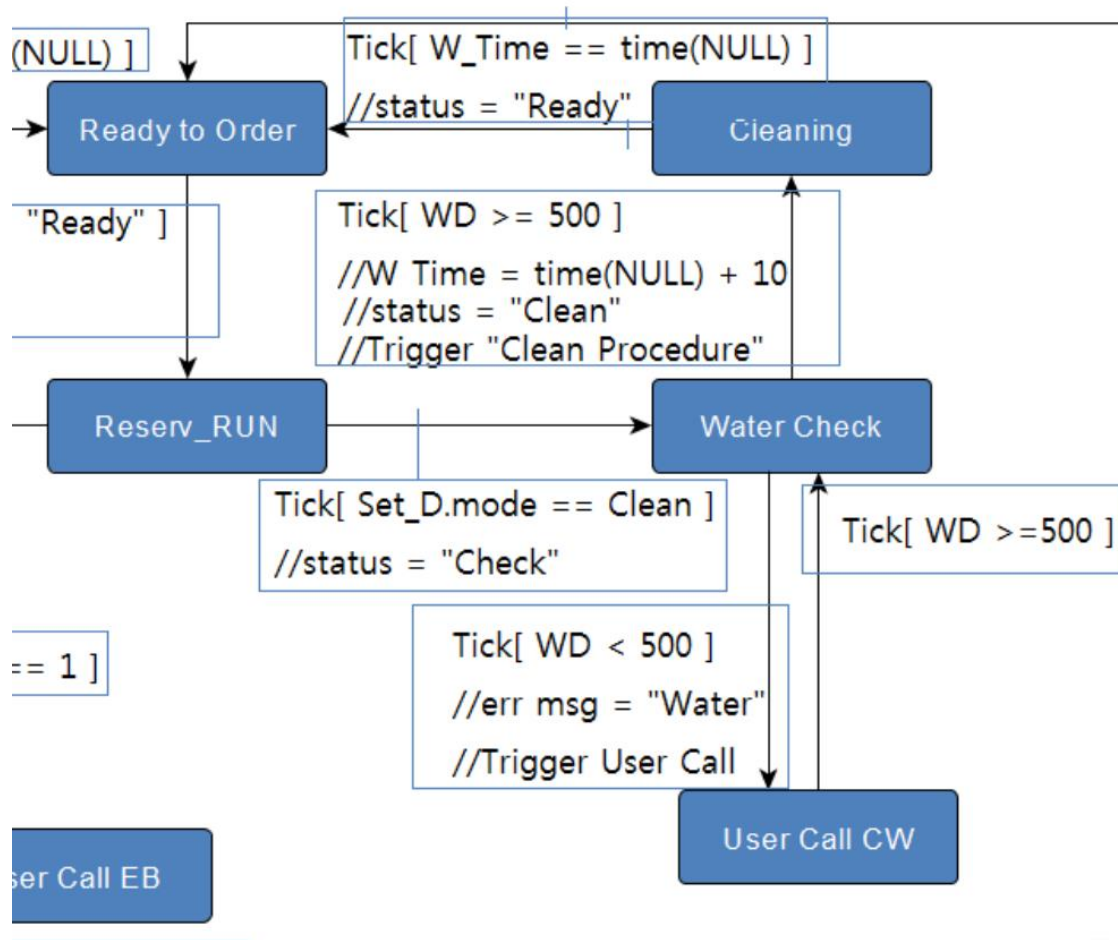 (NULL) ]
Tick[ W_Time == time(NULL) ]
//status = "Ready"
Ready to Order
Cleaning
"Ready" ]
Tick[ WD >= 500 ]
//W Time = time(NULL) + 10
//status = "Clean"
//Trigger "Clean Procedure"
Reserv_RUN
Water Check
Tick[ Set_D.mode == Clean ]
//status = "Check"
Tick[ WD >=500 ]
== 1 ]
Tick[ WD < 500 ]
//err msg = "Water"
//Trigger User Call
User Call CW
ser Call EB